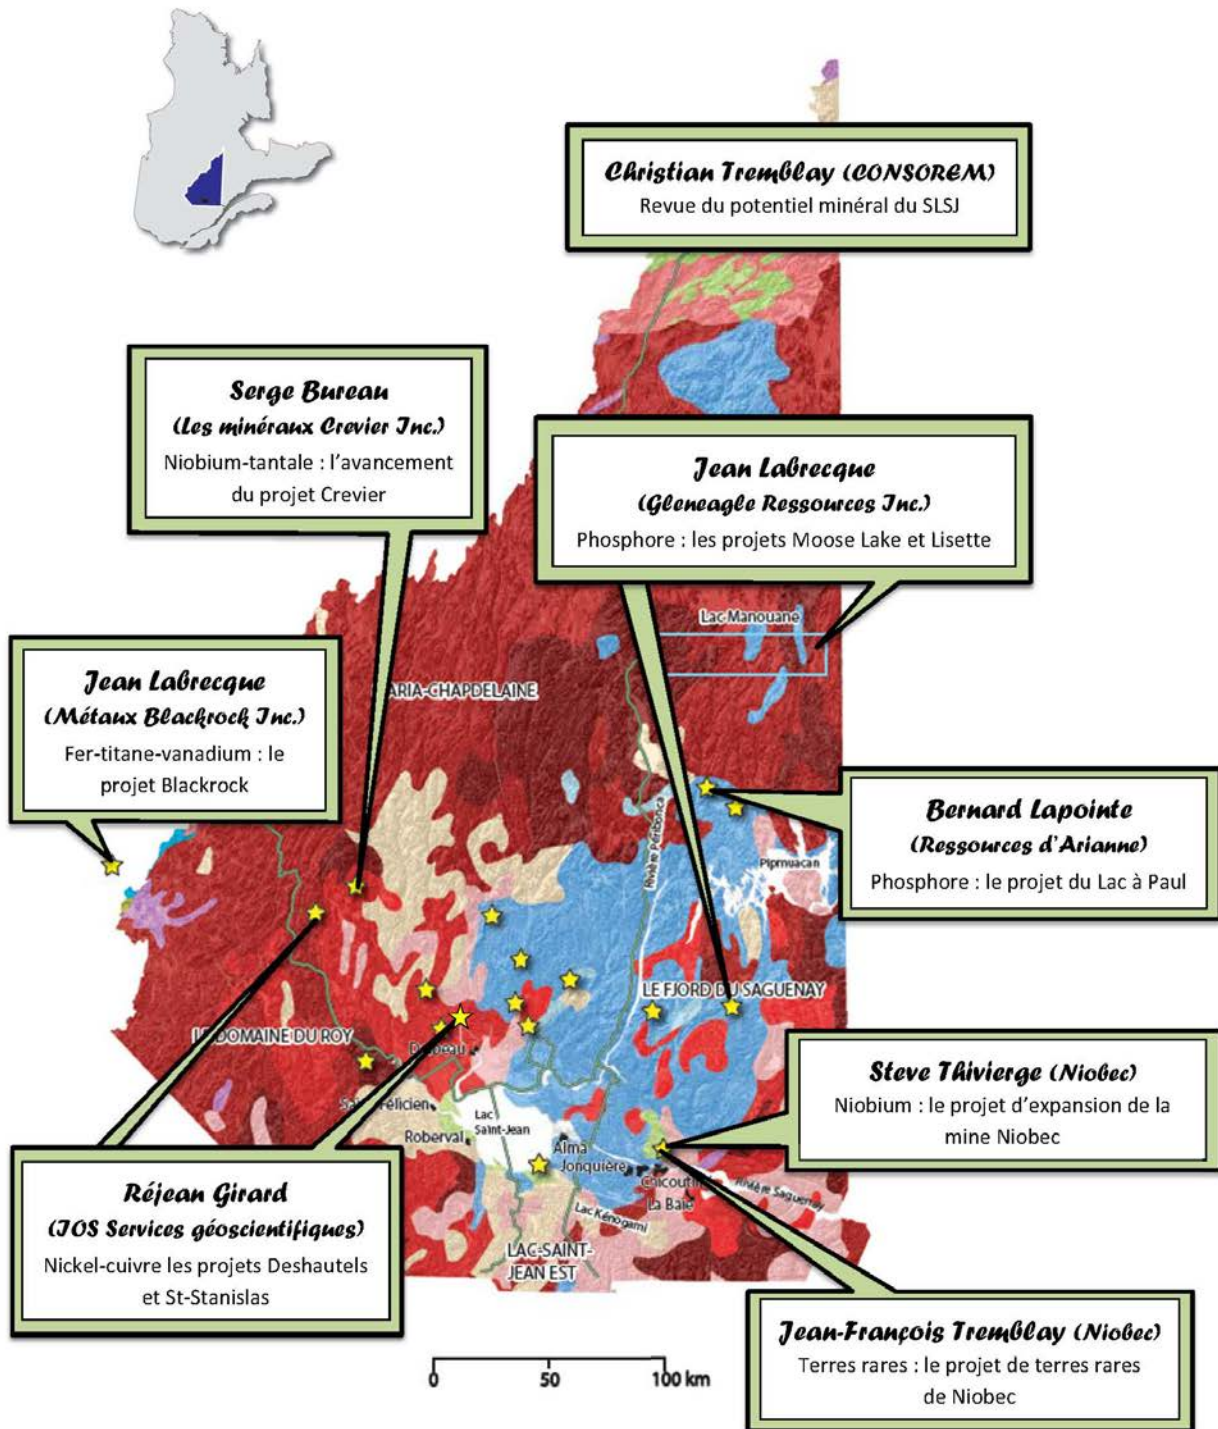 Christian Tremblay (CONSOREM)
Revue du potentiel minéral du SLSJ
Serge Bureau
(Les minéraux Crevier Inc.)
Niobium-tantale : l'avancement
du projet Crevier
Jean Labrecque
(Gleneagle Ressources Inc.)
Phosphore : les projets Moose Lake et Lisette
Lac Manouane
Jean Labrecque
(Métaux Blackrock Inc.)
Fer-titane-vanadium : le
projet Blackrock
ARIA-CHAPDELAINE
Rivière Péribonca
Bernard Lapointe
(Ressources d'Arianne)
Phosphore : le projet du Lac à Paul
Pipmuacan
LE FJORD DU SAGUENAY
DOMAINE DU ROY
Steve Thivierge (Niobec)
Niobium : le projet d'expansion de la
mine Niobec
Félicien
Lac
Saint-Jean
Roberval
Alma
Jonquière
Chicouti
La Baie
Rivière Saguenay
Lac Kénogami
LAC-SAINT-
JEAN EST
Réjean Girard
(IOS Services géoscientifiques)
Nickel-cuivre les projets Deshautels
et St-Stanislas
Jean-François Tremblay (Niobec)
Terres rares : le projet de terres rares
de Niobec
0 50 100 km